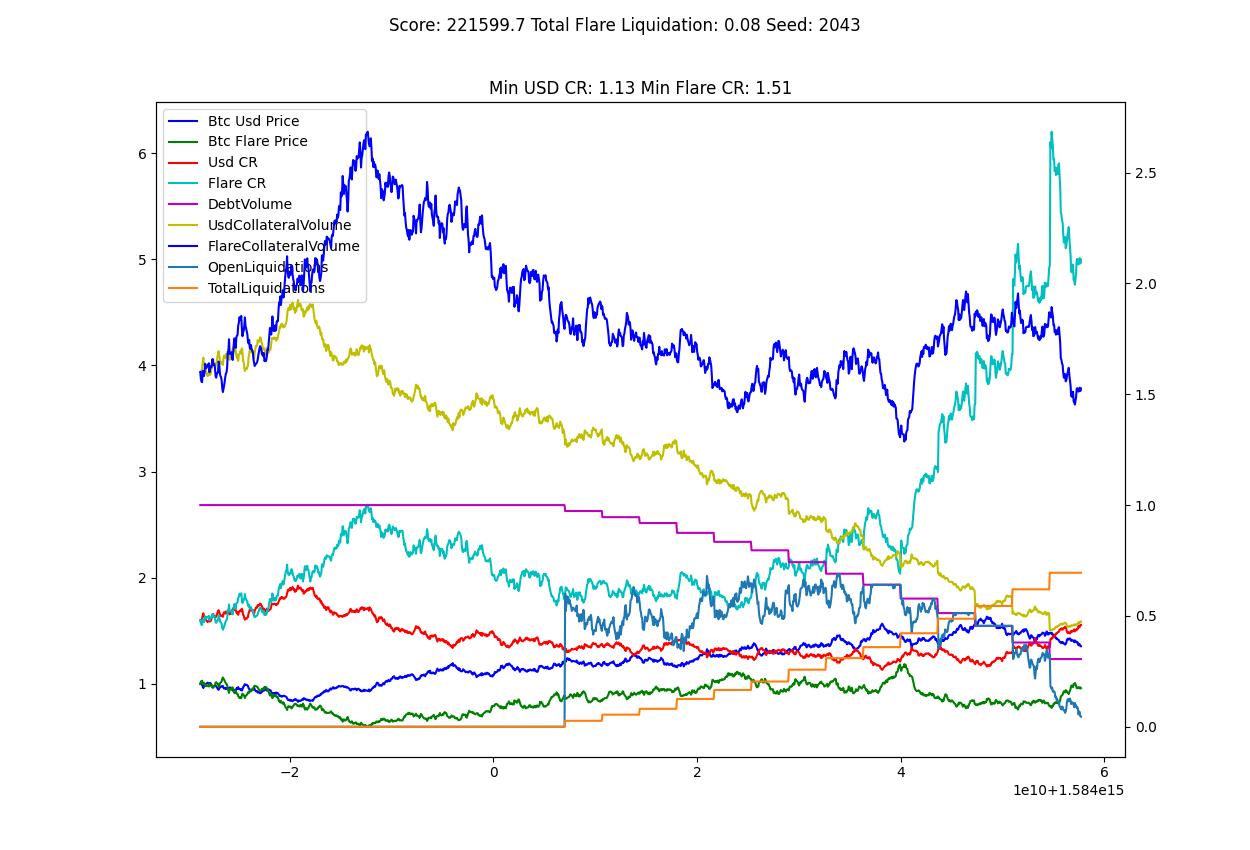 Score: 221599.7 Total Flare Liquidation: 0.08 Seed: 2043
Min USD CR: 1.13 Min Flare CR: 1.51
Btc Usd Price
Btc Flare Price
Usd CR
Flare CR
DebtVolume
UsdCollateralVolume
FlareCollateralVolume
OpenLiquidations
TotalLiquidations
6
5
4
3
2
1
2.5
2.0
1.5
1.0
0.5
0.0
−2 0 2 4 6
1e10+1.584e15